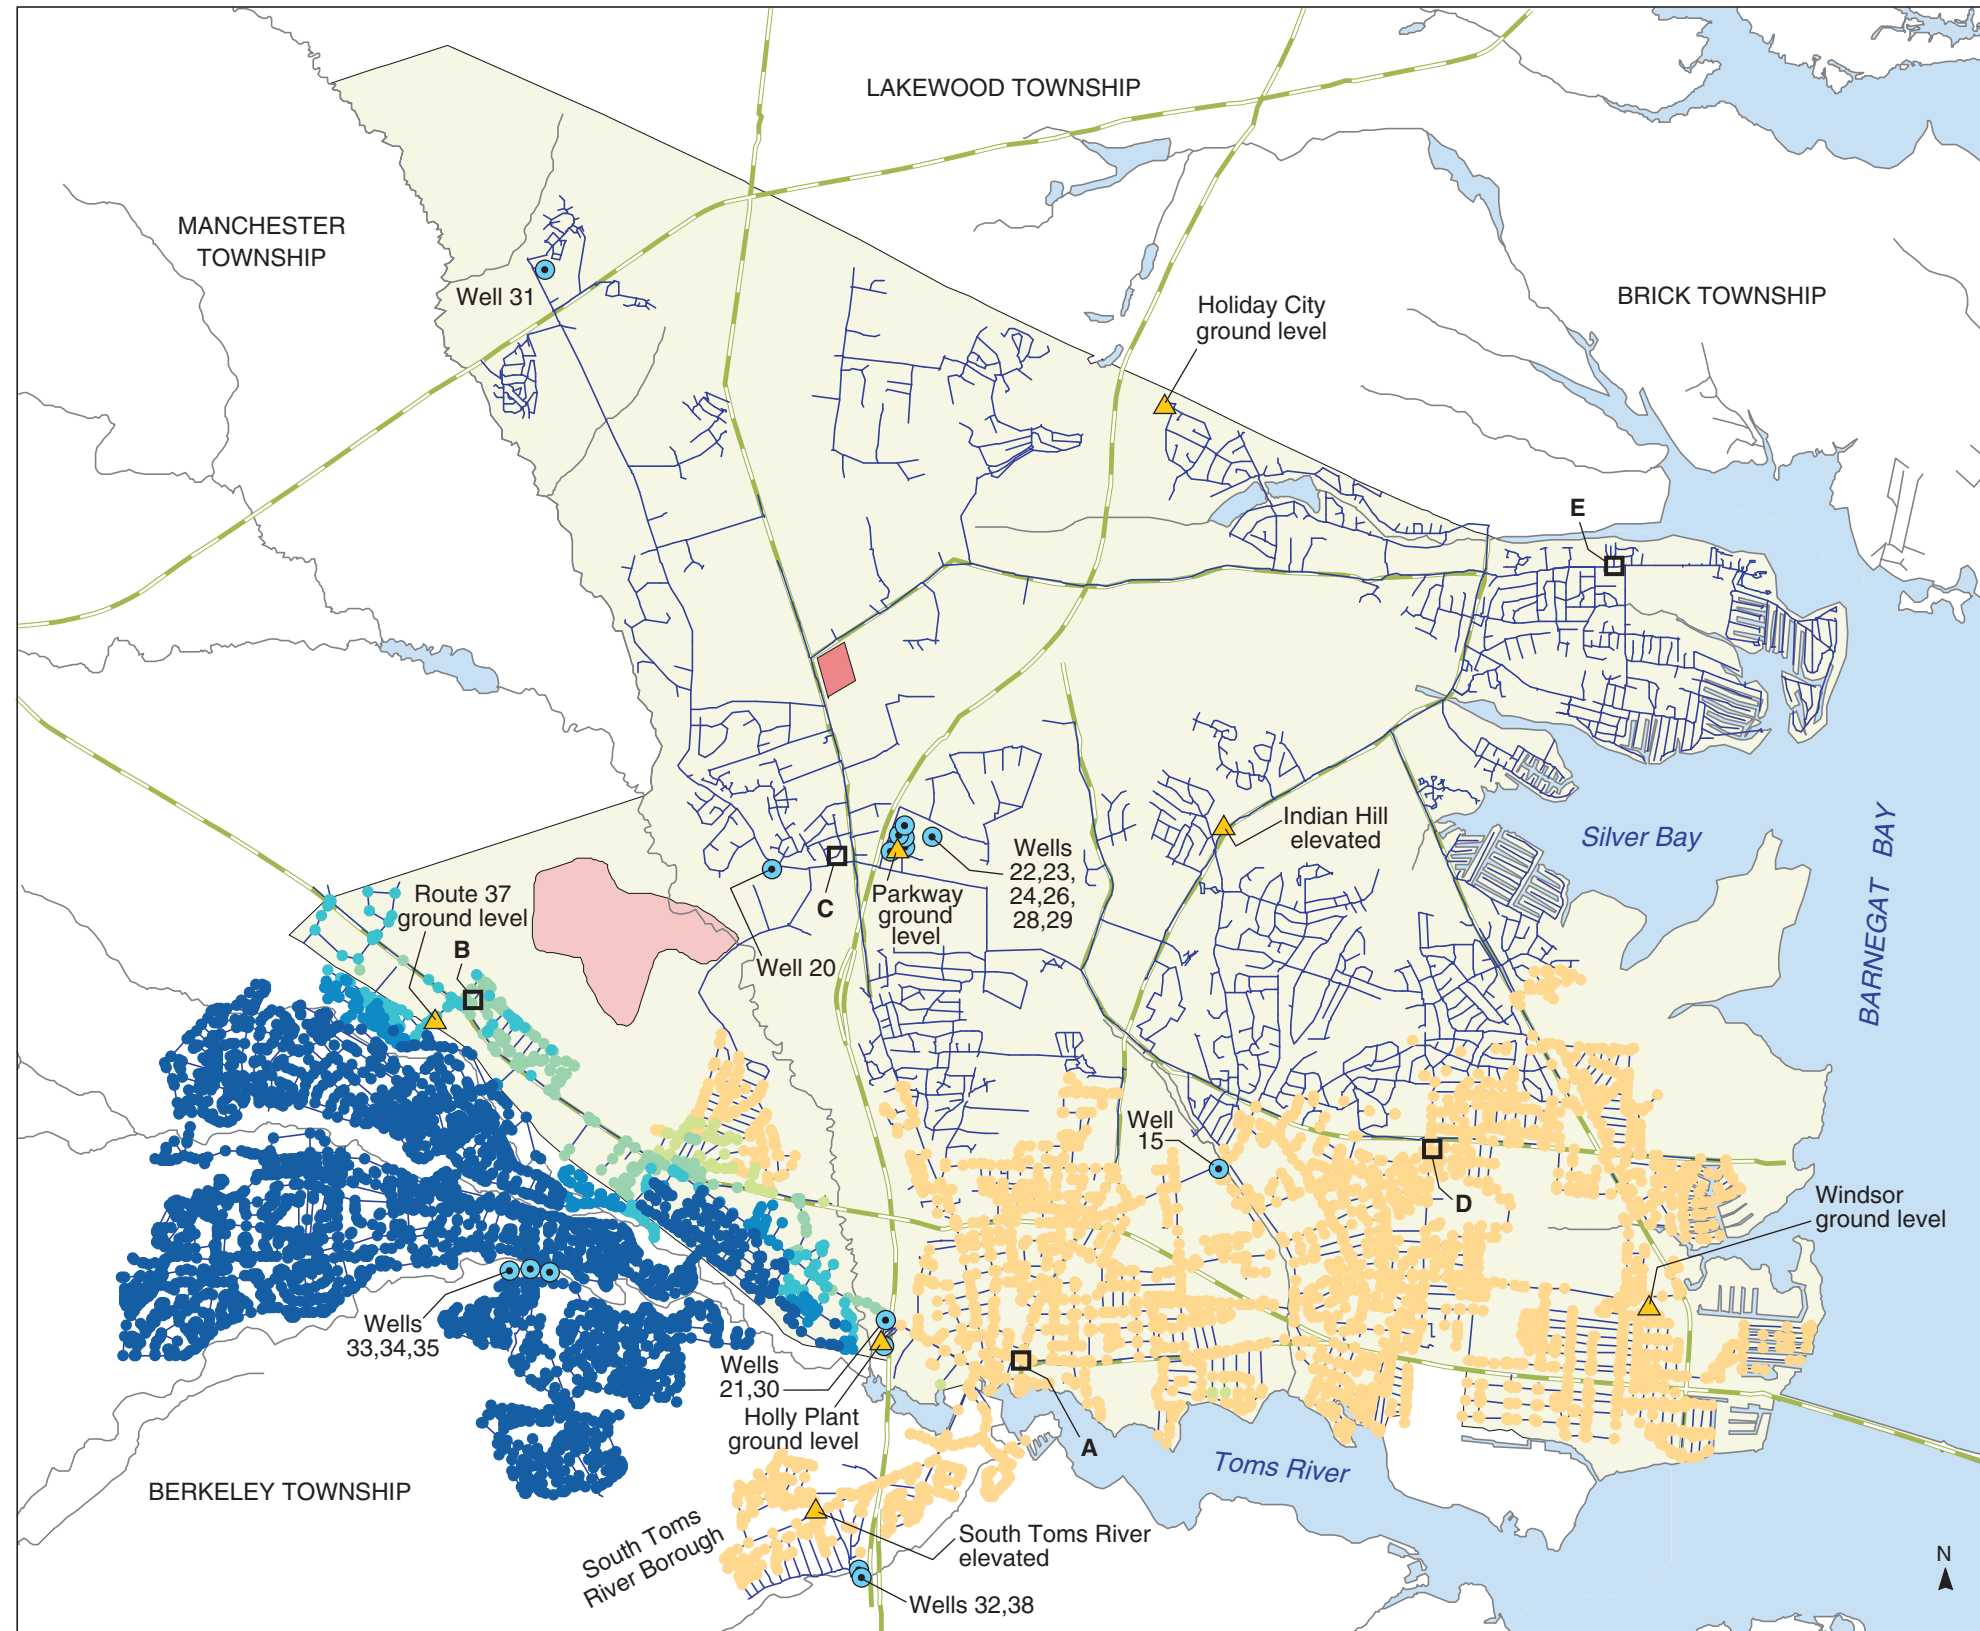 LAKEWOOD TOWNSHIP
MANCHESTER
TOWNSHIP
Well 31
Holiday City
ground level
BRICK TOWNSHIP
E
Indian Hill
elevated
Silver Bay
BARNEGAT BAY
Wells
22,23,
24,26,
28,29
Parkway
ground
level
C
Route 37
ground level
B
Well 20
Well
15
D
Windsor
ground level
Wells
33,34,35
Wells
21,30
Holly Plant
ground level
A
Toms River
BERKELEY TOWNSHIP
South Toms
River Borough
South Toms River
elevated
Wells 32,38
N